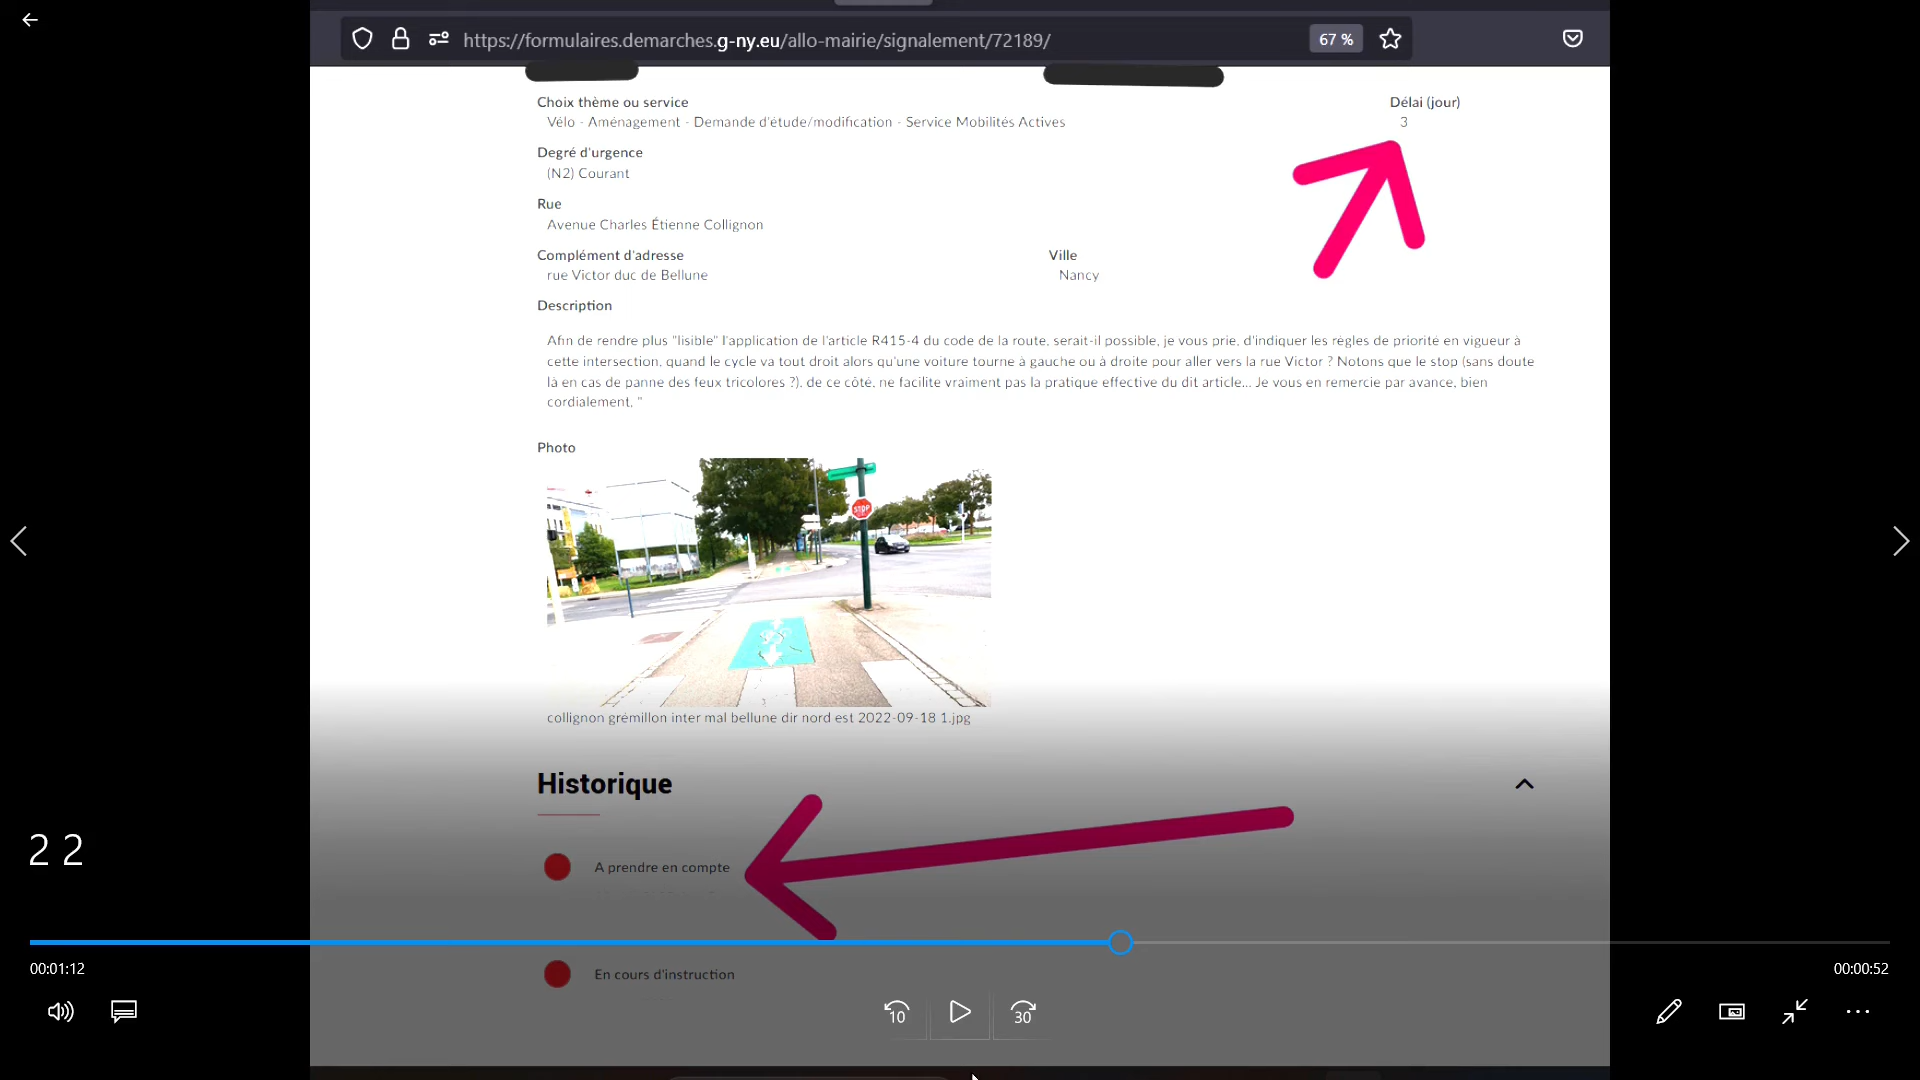 https://formulaires.demarches.g-ny.eu/allo-mairie/signalement/72189/
67 %
Choix thème ou service
Délai (jour)
Vélo - Aménagement - Demande d'étude/modification - Service Mobilités Actives
3
Degré d'urgence
(N2) Courant
Rue
Avenue Charles Étienne Collignon
Complément d'adresse
Ville
rue Victor duc de Bellune
Nancy
Description
Afin de rendre plus "lisible" l'application de l'article R415-4 du code de la route, serait-il possible, je vous prie, d'indiquer les règles de priorité en vigueur à
cette intersection, quand le cycle va tout droit alors qu'une voiture tourne à gauche ou à droite pour aller vers la rue Victor ? Notons que le stop (sans doute
là en cas de panne des feux tricolores ?), de ce côté, ne facilite vraiment pas la pratique effective du dit article... Je vous en remercie par avance, bien
cordialement, "
Photo
STOP
collignon grémillon inter mal bellune dir nord est 2022-09-18 1.jpg
Historique
2 2
A prendre en compte
00:01:12
00:00:52
En cours d'instruction
10
30